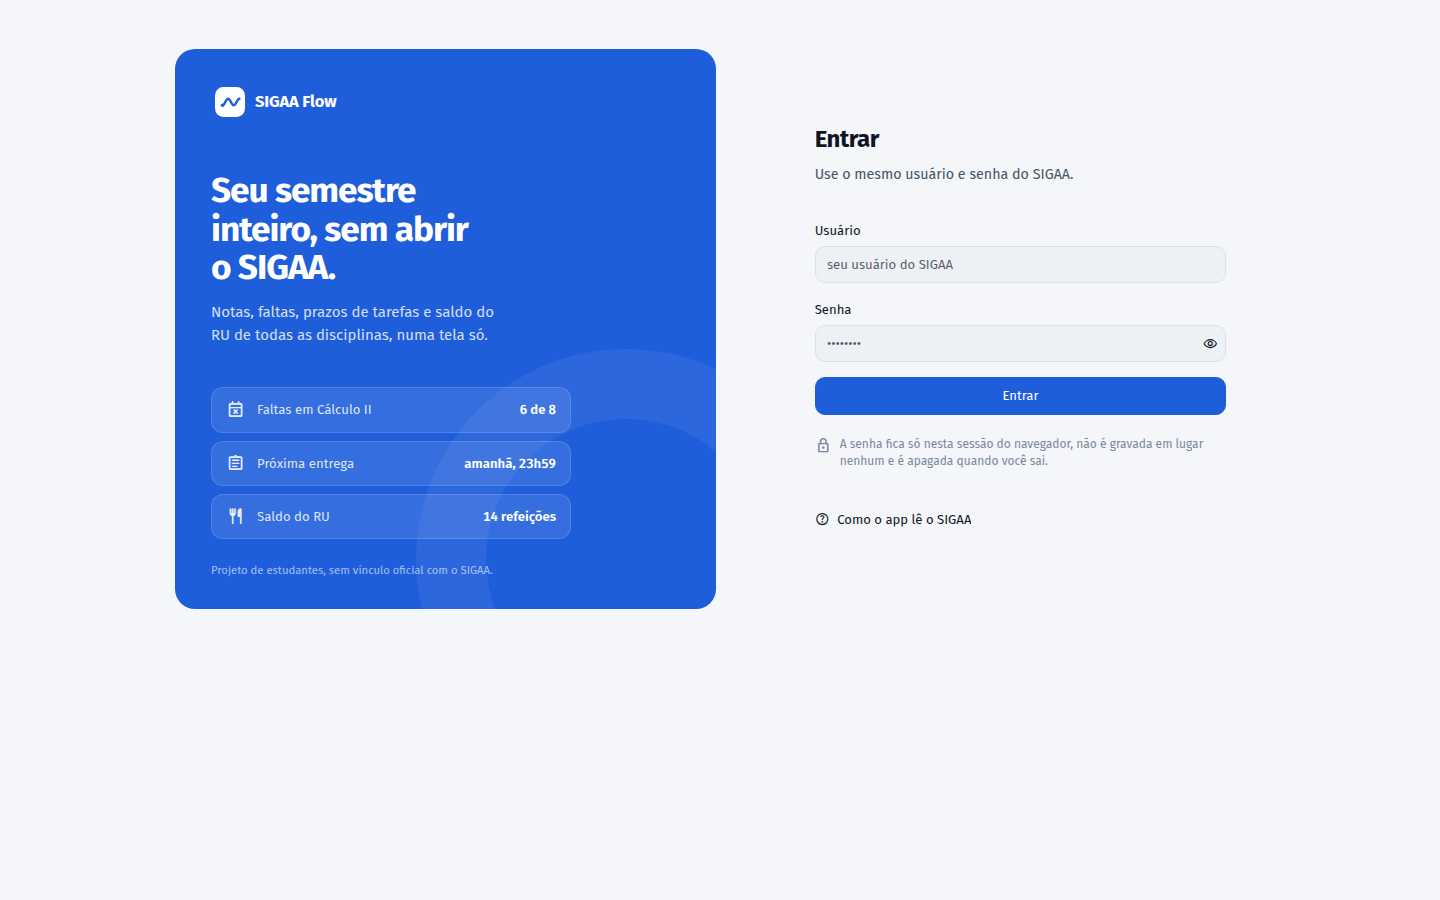 SIGAA Flow
Seu semestre
inteiro, sem abrir
o SIGAA.
Notas, faltas, prazos de tarefas e saldo do
RU de todas as disciplinas, numa tela só.
Faltas em Cálculo II 6 de 8
Próxima entrega amanhã, 23h59
Saldo do RU 14 refeições
Projeto de estudantes, sem vínculo oficial com o SIGAA.
Entrar
Use o mesmo usuário e senha do SIGAA.
Usuário
seu usuário do SIGAA
Senha
••••••••
Entrar
A senha fica só nesta sessão do navegador, não é gravada em lugar
nenhum e é apagada quando você sai.
Como o app lê o SIGAA